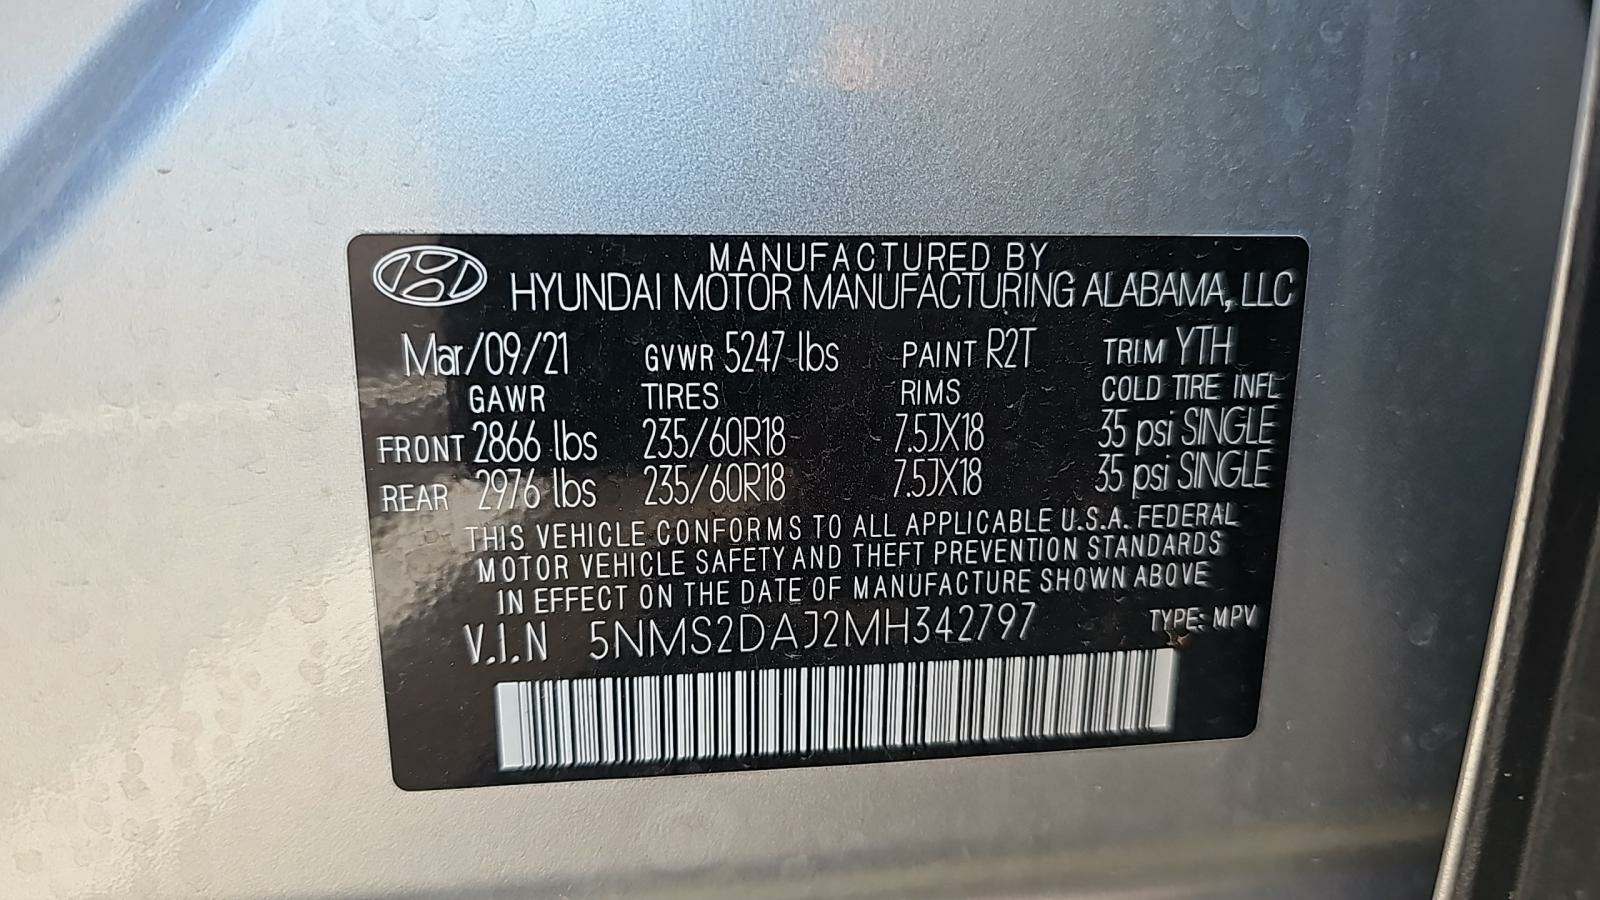 MANUFACTURED BY
HYUNDAI MOTOR MANUFACTURING ALABAMA, LLC
Mar/09/21 GVWR 5247 lbs PAINT R2T TRIM YTH
GAWR TIRES RIMS COLD TIRE INFL
FRONT 2866 lbs 235/60R18 7.5JX18 35 psi SINGLE
REAR 2976 lbs 235/60R18 7.5JX18 35 psi SINGLE
THIS VEHICLE CONFORMS TO ALL APPLICABLE U.S.A. FEDERAL
MOTOR VEHICLE SAFETY AND THEFT PREVENTION STANDARDS
IN EFFECT ON THE DATE OF MANUFACTURE SHOWN ABOVE
V.I.N 5NMS2DAJ2MH342797 TYPE: MPV